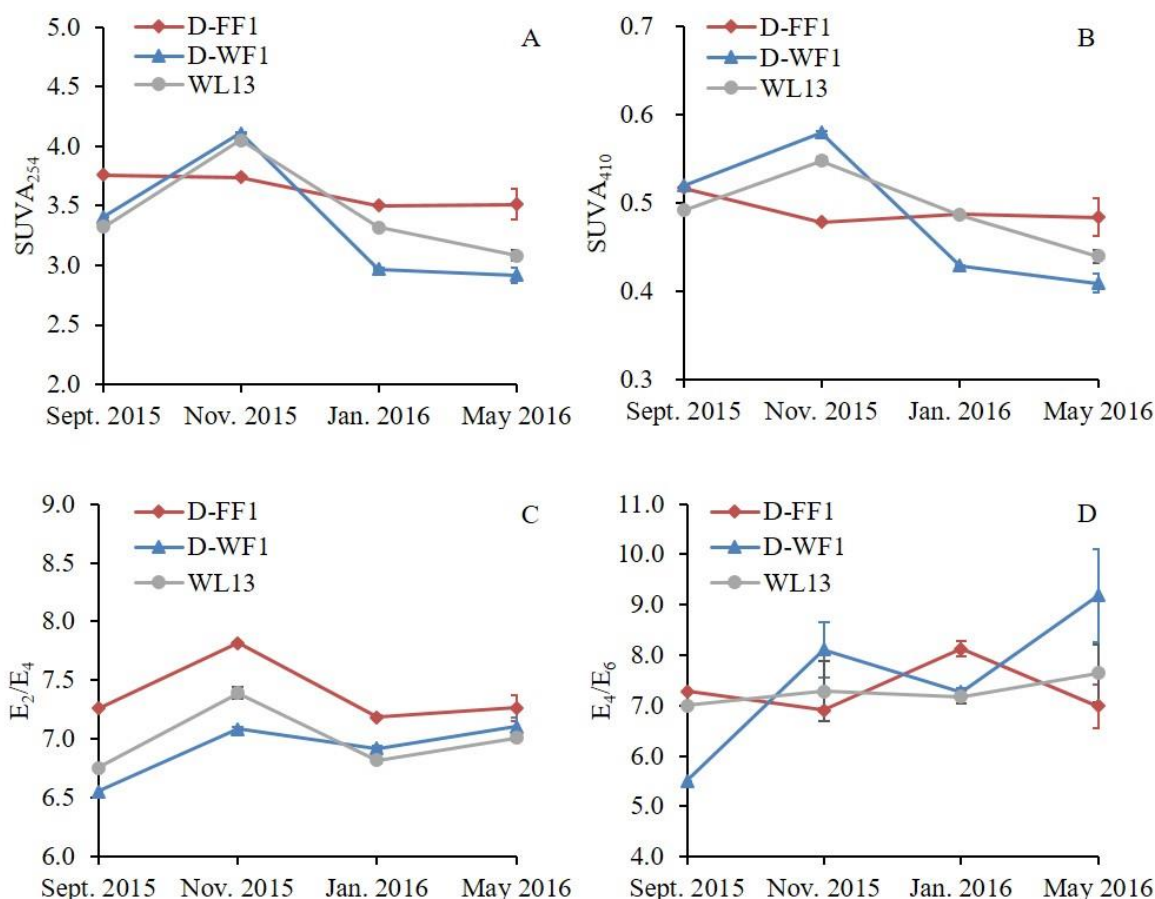 D-FF1
D-WF1
WL13
A
SUVA254
5.0
4.5
4.0
3.5
3.0
2.5
2.0
Sept. 2015 Nov. 2015 Jan. 2016 May 2016
D-FF1
D-WF1
WL13
B
SUVA410
0.7
0.6
0.5
0.4
0.3
Sept. 2015 Nov. 2015 Jan. 2016 May 2016
D-FF1
D-WF1
WL13
C
E2/E4
9.0
8.5
8.0
7.5
7.0
6.5
6.0
Sept. 2015 Nov. 2015 Jan. 2016 May 2016
D-FF1
D-WF1
WL13
D
E4/E6
11.0
10.0
9.0
8.0
7.0
6.0
5.0
4.0
Sept. 2015 Nov. 2015 Jan. 2016 May 2016